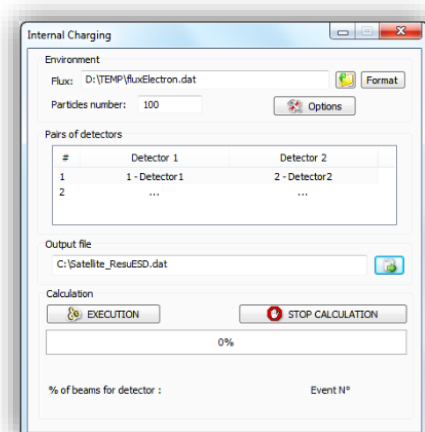 Internal Charging
Environment
Flux: D:\TEMP\fluxElectron.dat Format
Particles number: 100 Options
Pairs of detectors
# Detector 1 Detector 2
1 1 - Detector1 2 - Detector2
2 ... ...
Output file
C:\Satellite_ResuESD.dat
Calculation
EXECUTION STOP CALCULATION
0%
% of beams for detector : Event N°